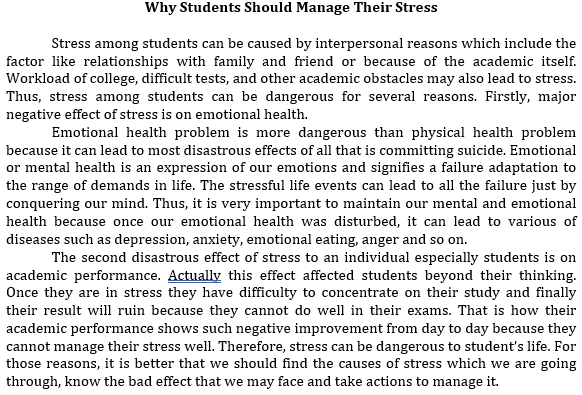 Why Students Should Manage Their Stress
Stress among students can be caused by interpersonal reasons which include the
factor like relationships with family and friend or because of the academic itself.
Workload of college, difficult tests, and other academic obstacles may also lead to stress.
Thus, stress among students can be dangerous for several reasons. Firstly, major
negative effect of stress is on emotional health.
Emotional health problem is more dangerous than physical health problem
because it can lead to most disastrous effects of all that is committing suicide. Emotional
or mental health is an expression of our emotions and signifies a failure adaptation to
the range of demands in life. The stressful life events can lead to all the failure just by
conquering our mind. Thus, it is very important to maintain our mental and emotional
health because once our emotional health was disturbed, it can lead to various of
diseases such as depression, anxiety, emotional eating, anger and so on.
The second disastrous effect of stress to an individual especially students is on
academic performance. Actually this effect affected students beyond their thinking.
Once they are in stress they have difficulty to concentrate on their study and finally
their result will ruin because they cannot do well in their exams. That is how their
academic performance shows such negative improvement from day to day because they
cannot manage their stress well. Therefore, stress can be dangerous to student's life. For
those reasons, it is better that we should find the causes of stress which we are going
through, know the bad effect that we may face and take actions to manage it.